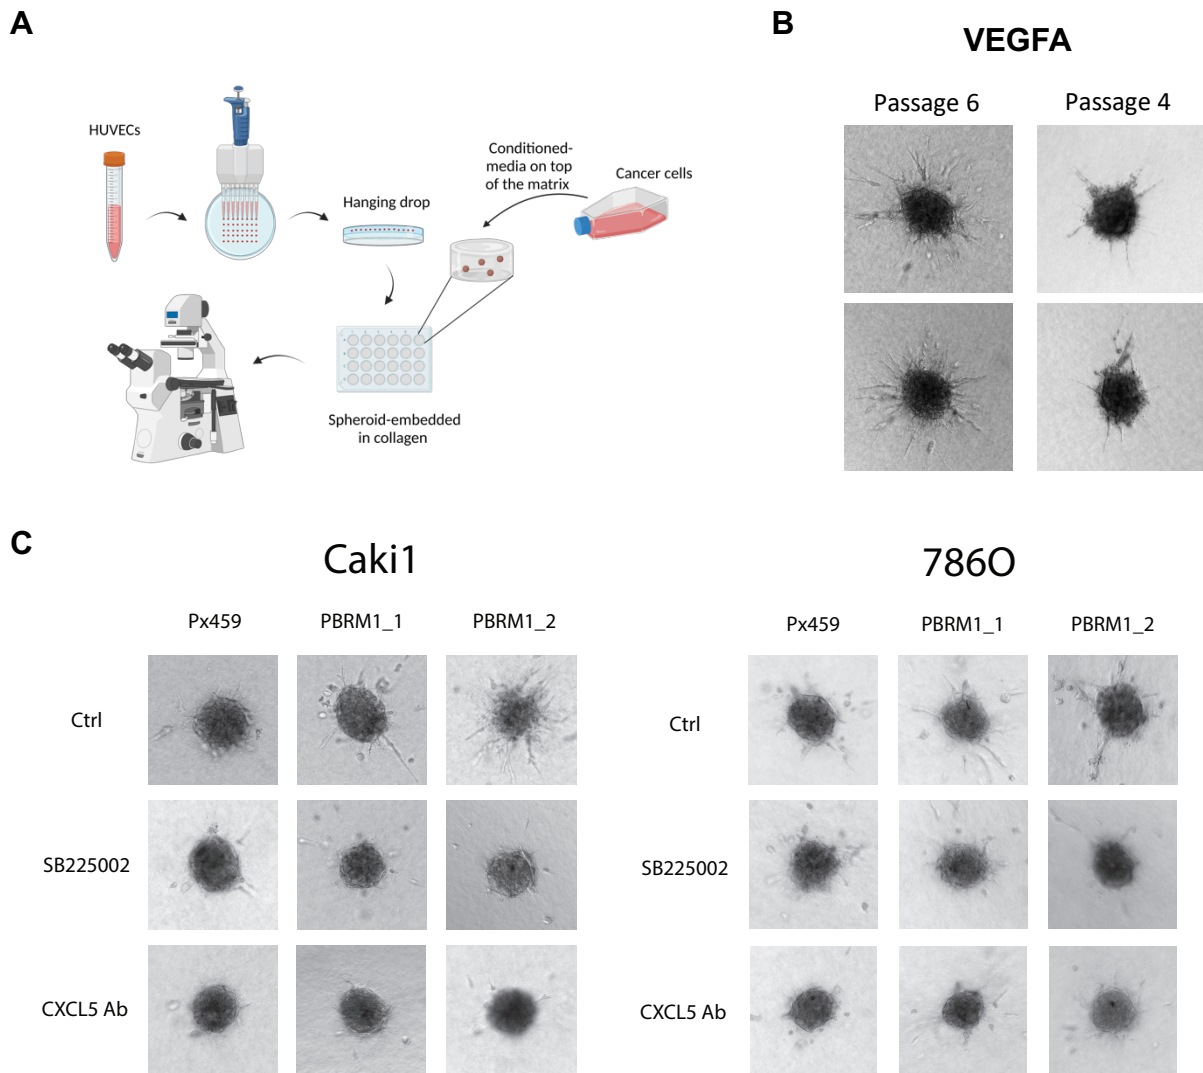 A
HUVECs
Hanging drop
Conditioned-
media on top
of the matrix
Cancer cells
Spheroid-embedded
in collagen
B
VEGFA
Passage 6
Passage 4
C
Caki1
786O
Px459
PBRM1_1
PBRM1_2
Px459
PBRM1_1
PBRM1_2
Ctrl
Ctrl
SB225002
SB225002
CXCL5 Ab
CXCL5 Ab